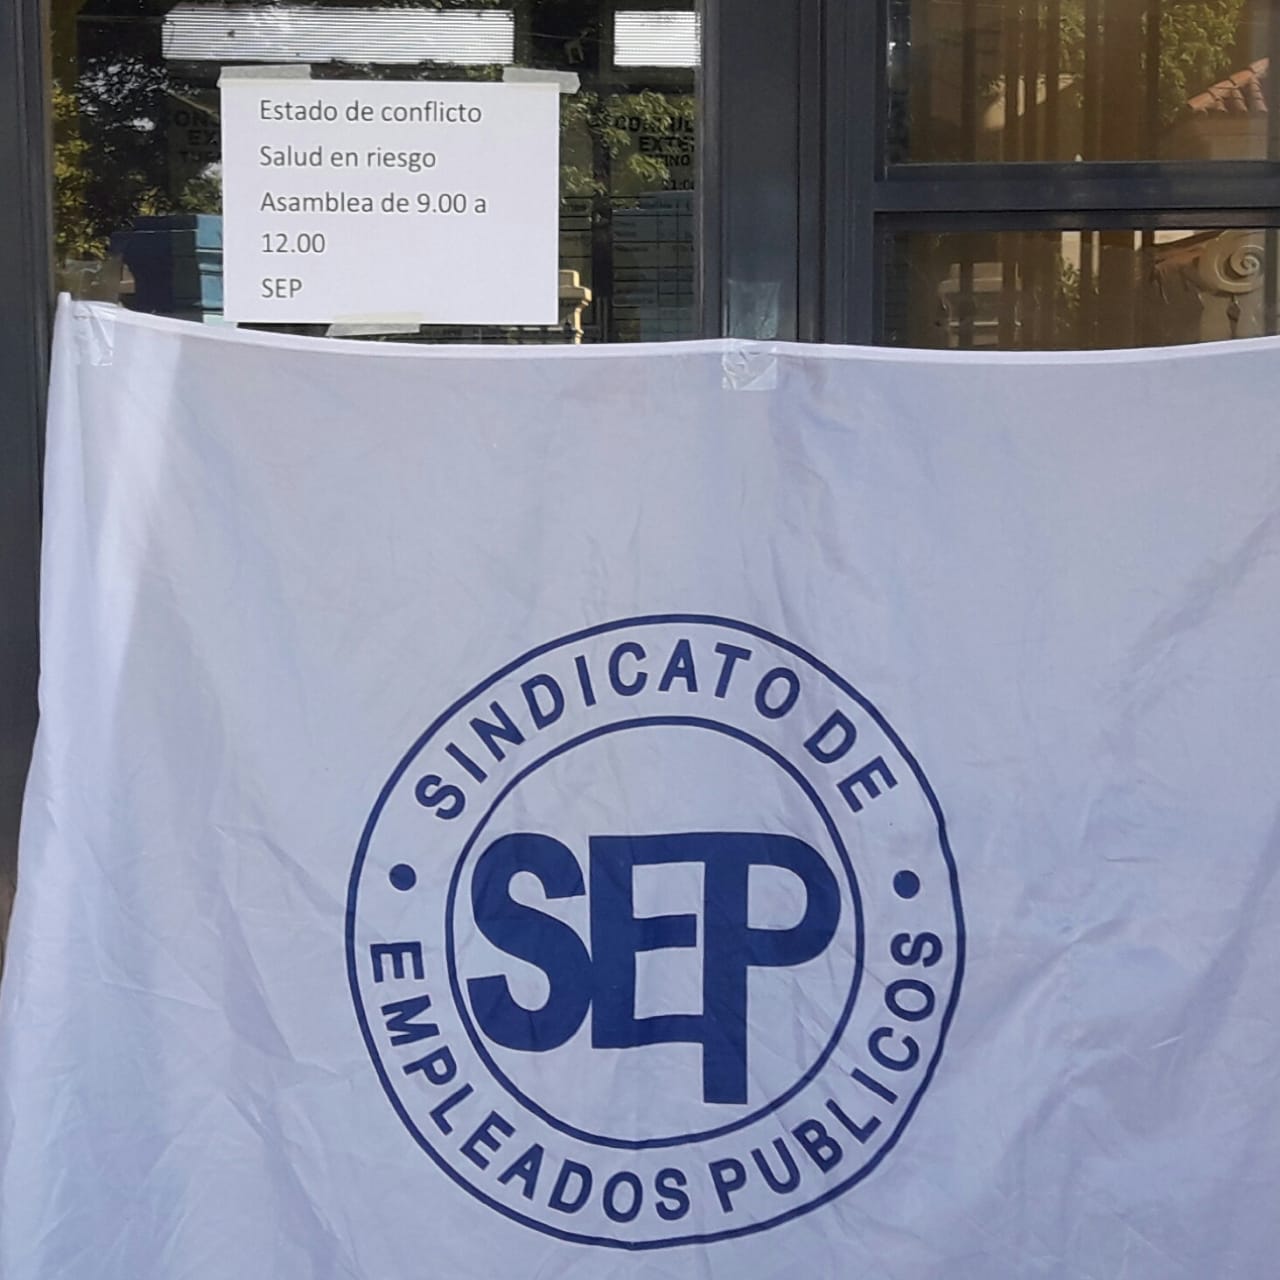 Estado de conflicto
Salud en riesgo
Asamblea de 9.00 a
12.00
SEP
SINDICATO DE
SEP
EMPLEADOS PUBLICOS